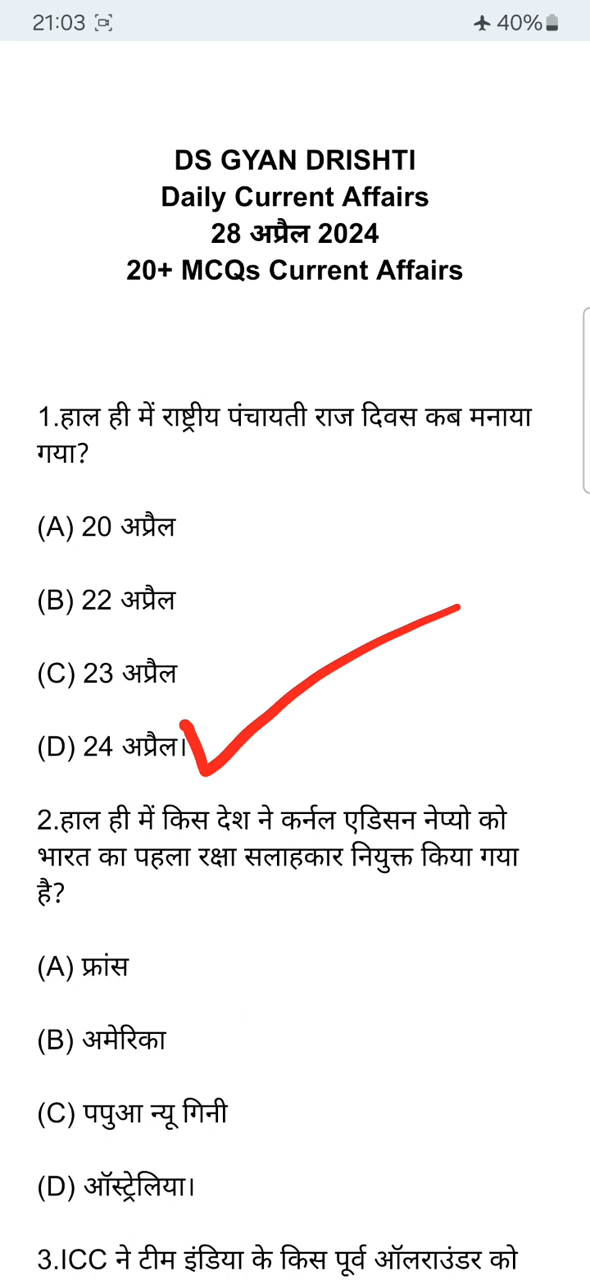 21:03
40%
DS GYAN DRISHTI
Daily Current Affairs
28 अप्रैल 2024
20+ MCQs Current Affairs
1.हाल ही में राष्ट्रीय पंचायती राज दिवस कब मनाया
गया?
(A) 20 अप्रैल
(B) 22 अप्रैल
(C) 23 अप्रैल
(D) 24 अप्रैल।
2.हाल ही में किस देश ने कर्नल एडिसन नेप्यो को
भारत का पहला रक्षा सलाहकार नियुक्त किया गया
है?
(A) फ्रांस
(B) अमेरिका
(C) पपुआ न्यू गिनी
(D) ऑस्ट्रेलिया।
3.ICC ने टीम इंडिया के किस पूर्व ऑलराउंडर को